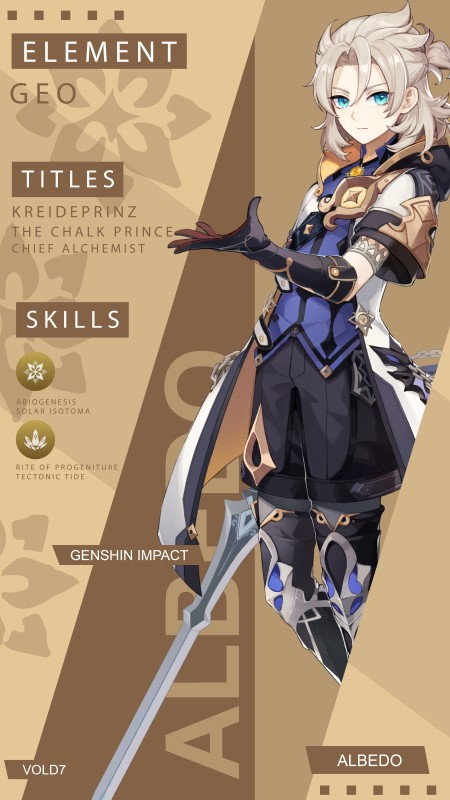 ELEMENT
GEO
TITLES
KREIDEPRINZ
THE CHALK PRINCE
CHIEF ALCHEMIST
SKILLS
ABIOGENESIS
SOLAR ISOTOMA
RITE OF PROGENITURE
TECTONIC TIDE
GENSHIN IMPACT
ALBEDO
VOLD7
ALBEDO